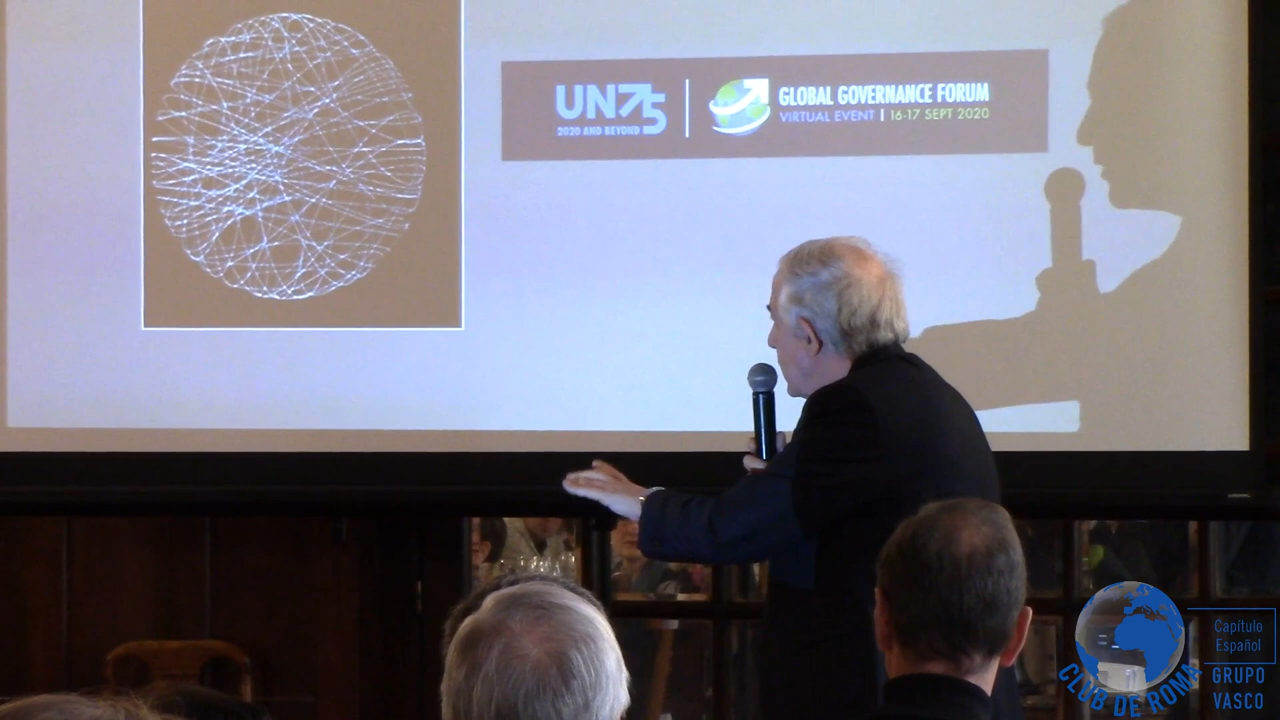 UN75
2020 AND BEYOND
GLOBAL GOVERNANCE FORUM
VIRTUAL EVENT | 16-17 SEPT 2020
Capítulo
Español
GRUPO
VASCO
CLUB DE ROMA